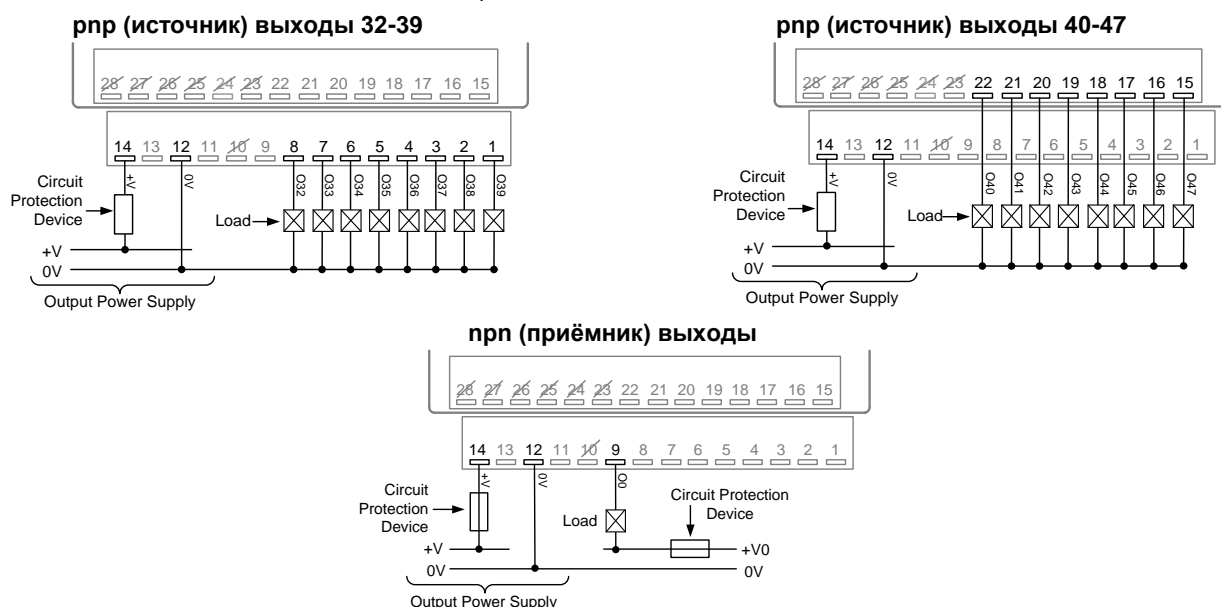 pnp (источник) выходы 32-39
28 27 26 25 24 23 22 21 20 19 18 17 16 15
14 13 12 11 10 9 8 7 6 5 4 3 2 1
+V 0V O32 O33 O34 O35 O36 O37 O38 O39
Circuit
Protection
Device
Load
+V
0V
Output Power Supply
pnp (источник) выходы 40-47
28 27 26 25 24 23 22 21 20 19 18 17 16 15
14 13 12 11 10 9 8 7 6 5 4 3 2 1
+V 0V O40 O41 O42 O43 O44 O45 O46 O47
Circuit
Protection
Device
Load
+V
0V
Output Power Supply
npn (приёмник) выходы
28 27 26 25 24 23 22 21 20 19 18 17 16 15
14 13 12 11 10 9 8 7 6 5 4 3 2 1
+V 0V O0
Circuit
Protection
Device
Load
Circuit Protection
Device
+V +V0
0V 0V
Output Power Supply